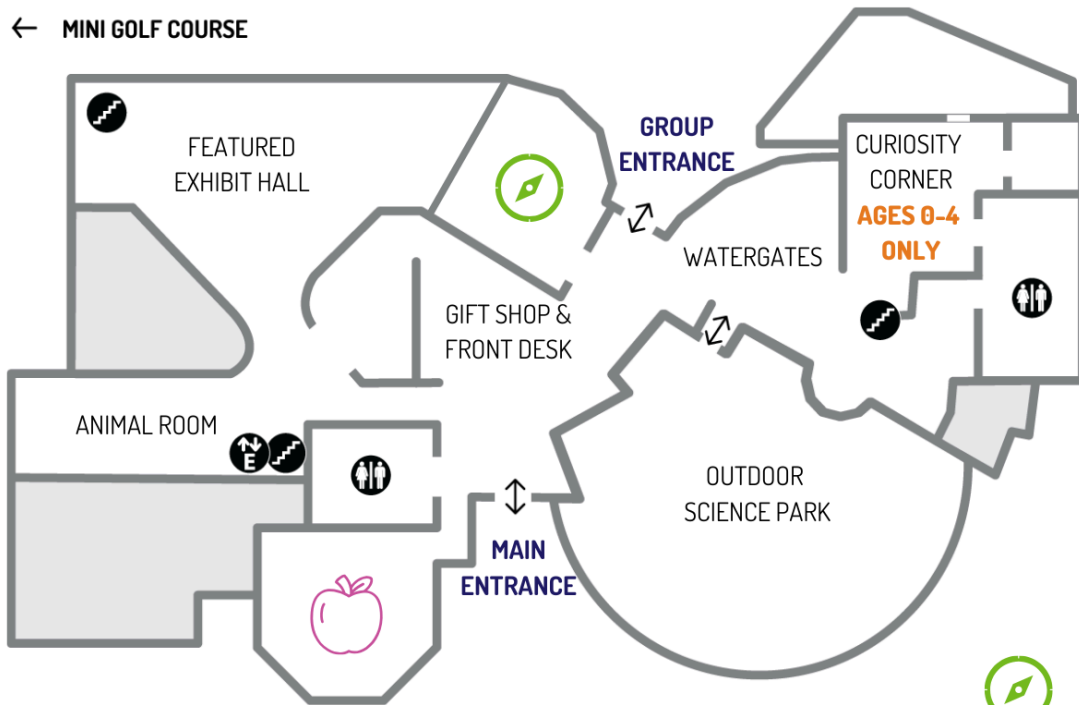 ← MINI GOLF COURSE
FEATURED
EXHIBIT HALL
GROUP
ENTRANCE
CURIOSITY
CORNER
AGES 0-4
ONLY
WATERGATES
GIFT SHOP &
FRONT DESK
ANIMAL ROOM
E
OUTDOOR
SCIENCE PARK
MAIN
ENTRANCE